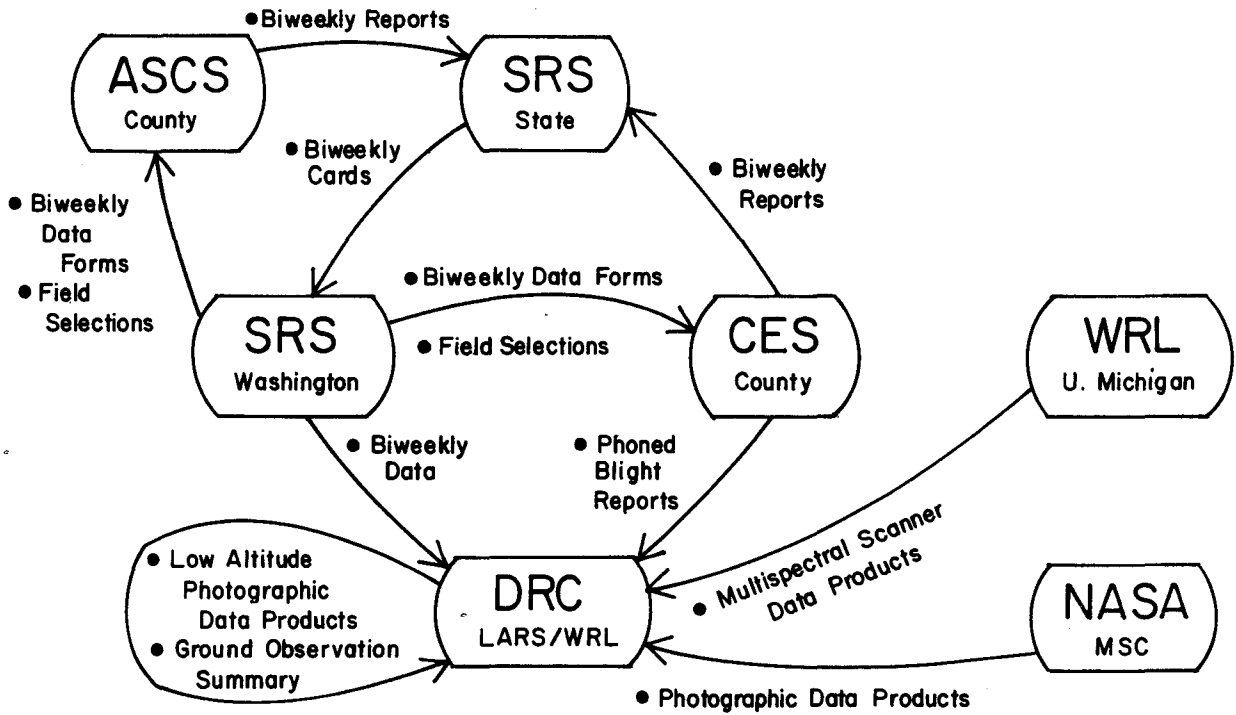 ● Biweekly Reports
ASCS
County
SRS
State
● Biweekly
Cards
● Biweekly
Reports
● Biweekly
Data
Forms
● Field
Selections
● Biweekly Data Forms
● Field Selections
SRS
Washington
CES
County
WRL
U. Michigan
● Biweekly
Data
● Phoned
Blight
Reports
● Multispectral Scanner
Data Products
● Low Altitude
Photographic
Data Products
● Ground Observation
Summary
DRC
LARS/WRL
NASA
MSC
● Photographic Data Products